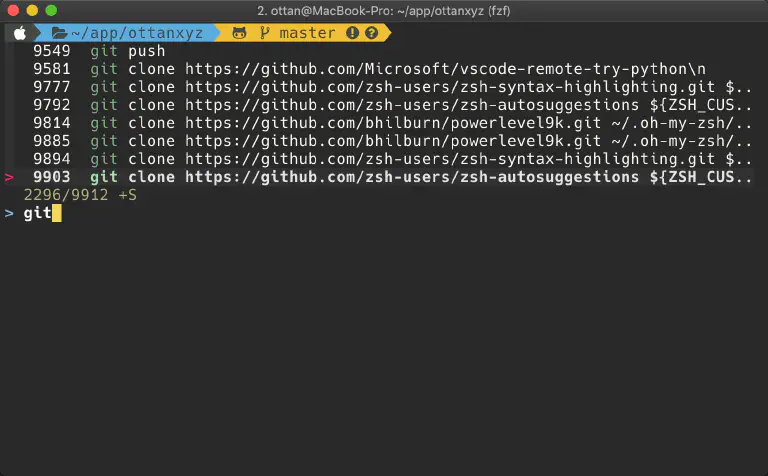 2. ottan@MacBook-Pro: ~/app/ottanxyz (fzf)
~/app/ottanxyz master
9549 git push
9581 git clone https://github.com/Microsoft/vscode-remote-try-python\n
9777 git clone https://github.com/zsh-users/zsh-syntax-highlighting.git $..
9792 git clone https://github.com/zsh-users/zsh-autosuggestions ${ZSH_CUS..
9814 git clone https://github.com/bhilburn/powerlevel9k.git ~/.oh-my-zsh/..
9885 git clone https://github.com/bhilburn/powerlevel9k.git ~/.oh-my-zsh/..
9894 git clone https://github.com/zsh-users/zsh-syntax-highlighting.git $..
> 9903 git clone https://github.com/zsh-users/zsh-autosuggestions ${ZSH_CUS..
2296/9912 +S
> git